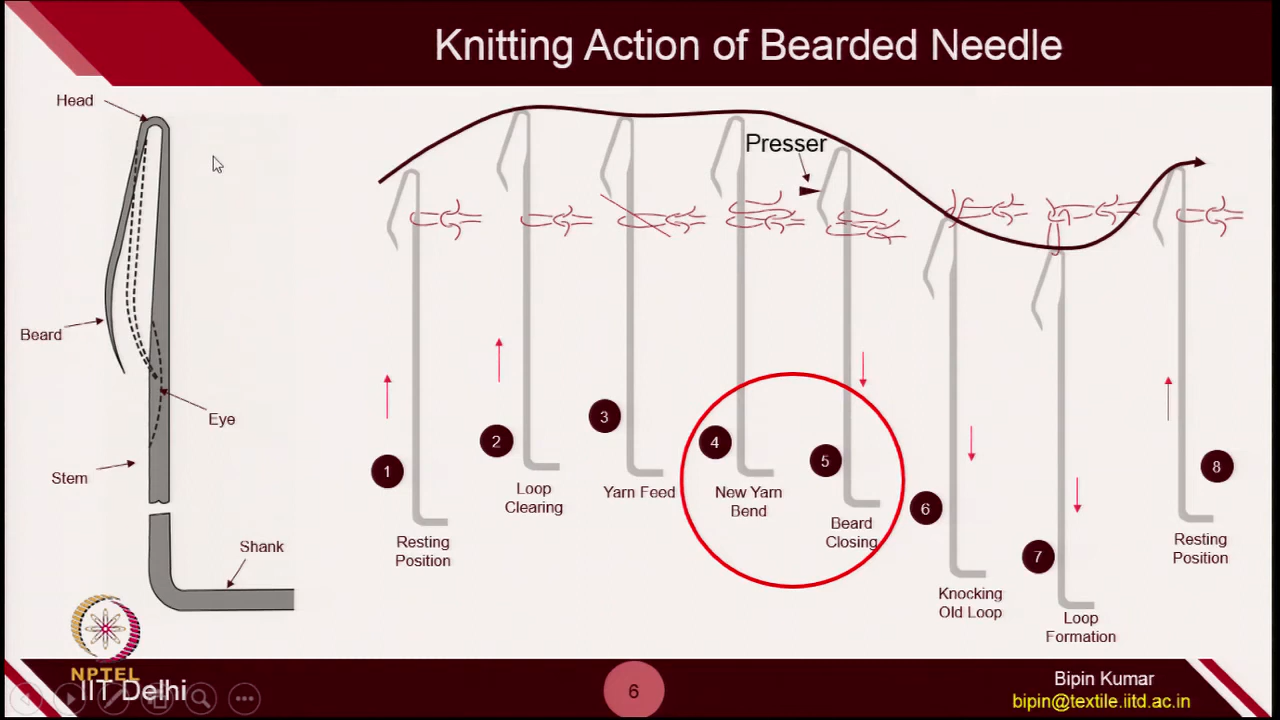 Knitting Action of Bearded Needle
Head
Beard
Eye
Stem
Shank
Presser
1
Resting
Position
2
Loop
Clearing
3
Yarn Feed
4
New Yarn
Bend
5
Beard
Closing
6
Knocking
Old Loop
7
Loop
Formation
8
Resting
Position
NPTEL
IIT Delhi
6
Bipin Kumar
bipin@textile.iitd.ac.in